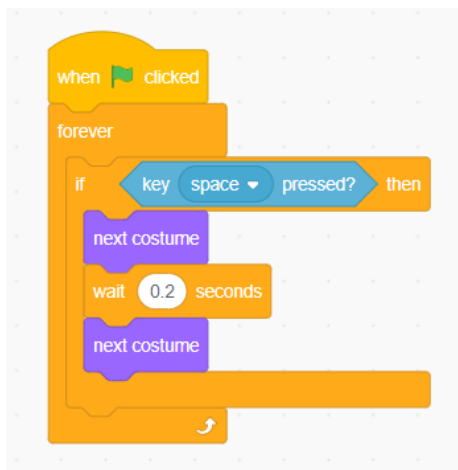 when clicked
forever
if key space pressed? then
next costume
wait 0.2 seconds
next costume